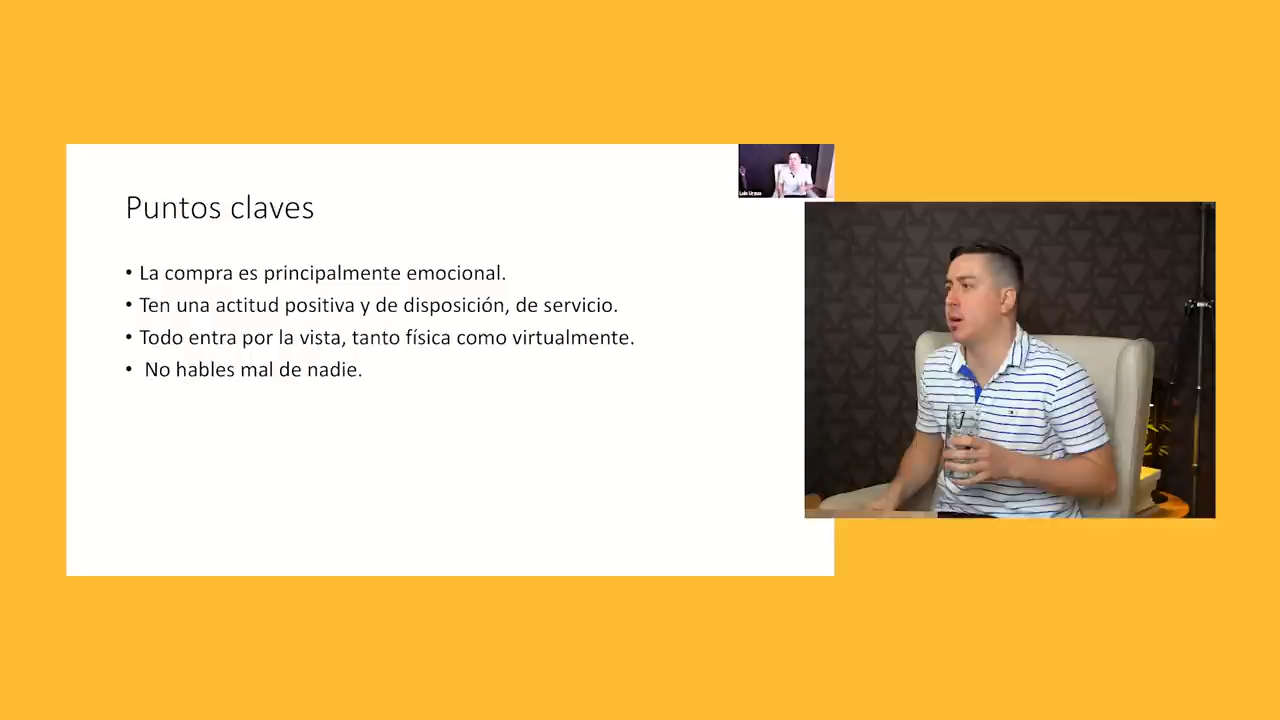 Puntos claves
• La compra es principalmente emocional.
• Ten una actitud positiva y de disposición, de servicio.
• Todo entra por la vista, tanto física como virtualmente.
• No hables mal de nadie.